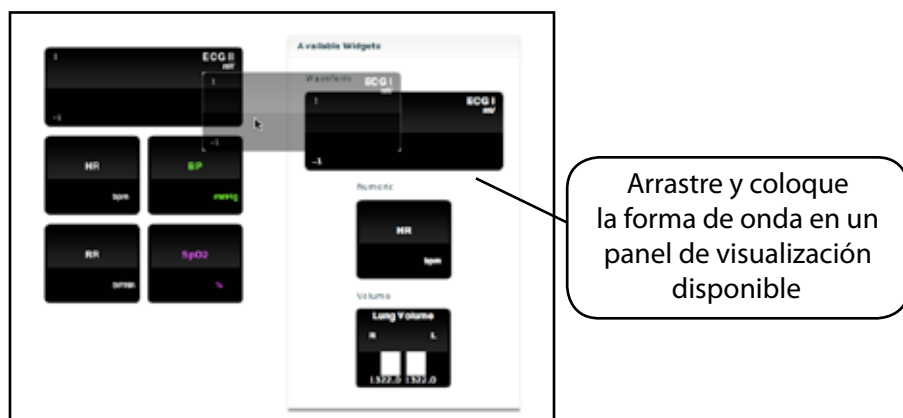 Available Widgets
1
ECG II
mV
-1
Waveform
1
ECG I
mV
-1
1
ECG I
mV
-1
HR
bpm
BP
mmHg
RR
SpO2
%
Numeric
HR
bpm
Volume
Lung Volume
R L
1322.0 1322.0
Arrastre y coloque
la forma de onda en un
panel de visualización
disponible